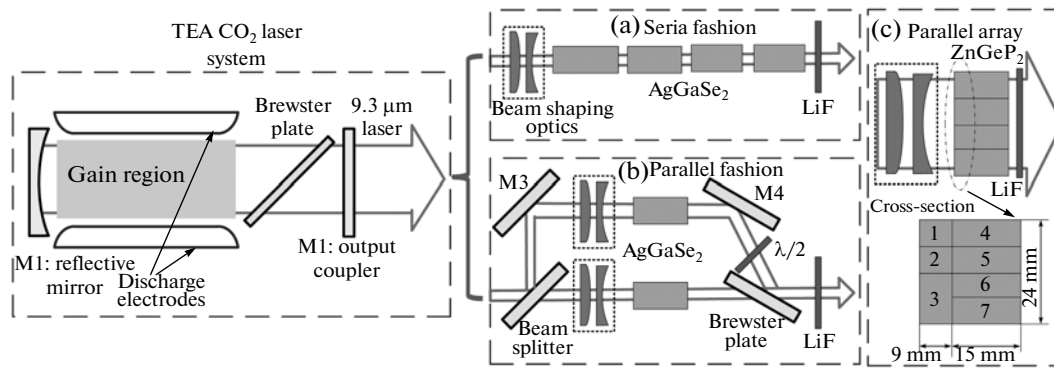 TEA CO₂ laser
system
Brewster
plate
9.3 μm
laser
Gain region
M1: reflective
mirror
Discharge
electrodes
M1: output
coupler
(a)
Seria fashion
AgGaSe₂
Beam shaping
optics
LiF
(b)
Parallel fashion
M3
M4
AgGaSe₂
λ/2
Beam
splitter
Brewster
plate
LiF
(c)
Parallel array
ZnGeP₂
LiF
Cross-section
1
4
2
5
3
6
7
24 mm
9 mm
15 mm